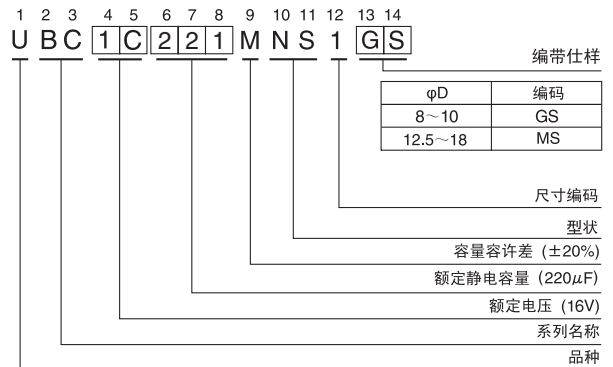 1 2 3 4 5 6 7 8 9 10 11 12 13 14
U B C 1 C 2 2 1 M N S 1 G S
编带仕样
φD 编码
8～10 GS
12.5～18 MS
尺寸编码
型状
容量容许差 (±20%)
额定静电容量 (220μF)
额定电压 (16V)
系列名称
品种